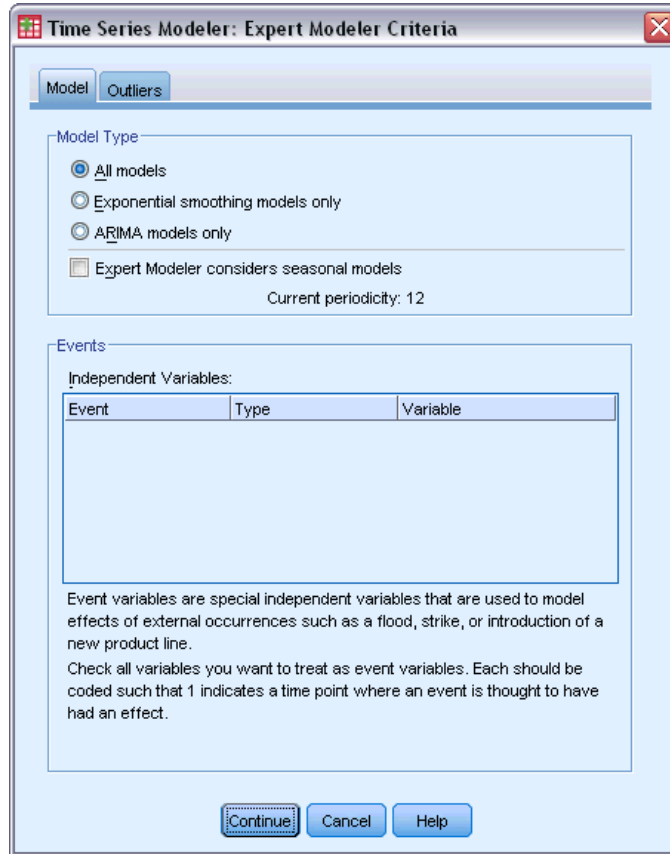 Time Series Modeler: Expert Modeler Criteria
Model Outliers
Model Type
All models
Exponential smoothing models only
ARIMA models only
Expert Modeler considers seasonal models
Current periodicity: 12
Events
Independent Variables:
Event Type Variable
Event variables are special independent variables that are used to model
effects of external occurrences such as a flood, strike, or introduction of a
new product line.
Check all variables you want to treat as event variables. Each should be
coded such that 1 indicates a time point where an event is thought to have
had an effect.
Continue Cancel Help